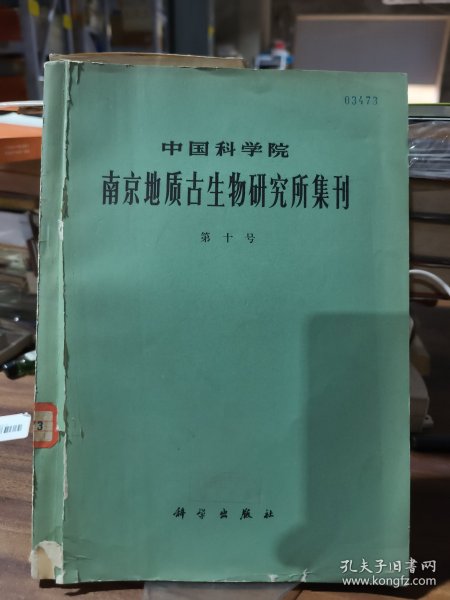 03473
中国科学院
南京地质古生物研究所集刊
第十号
3
科学出版社
孔夫子旧书网
www.kongfz.com